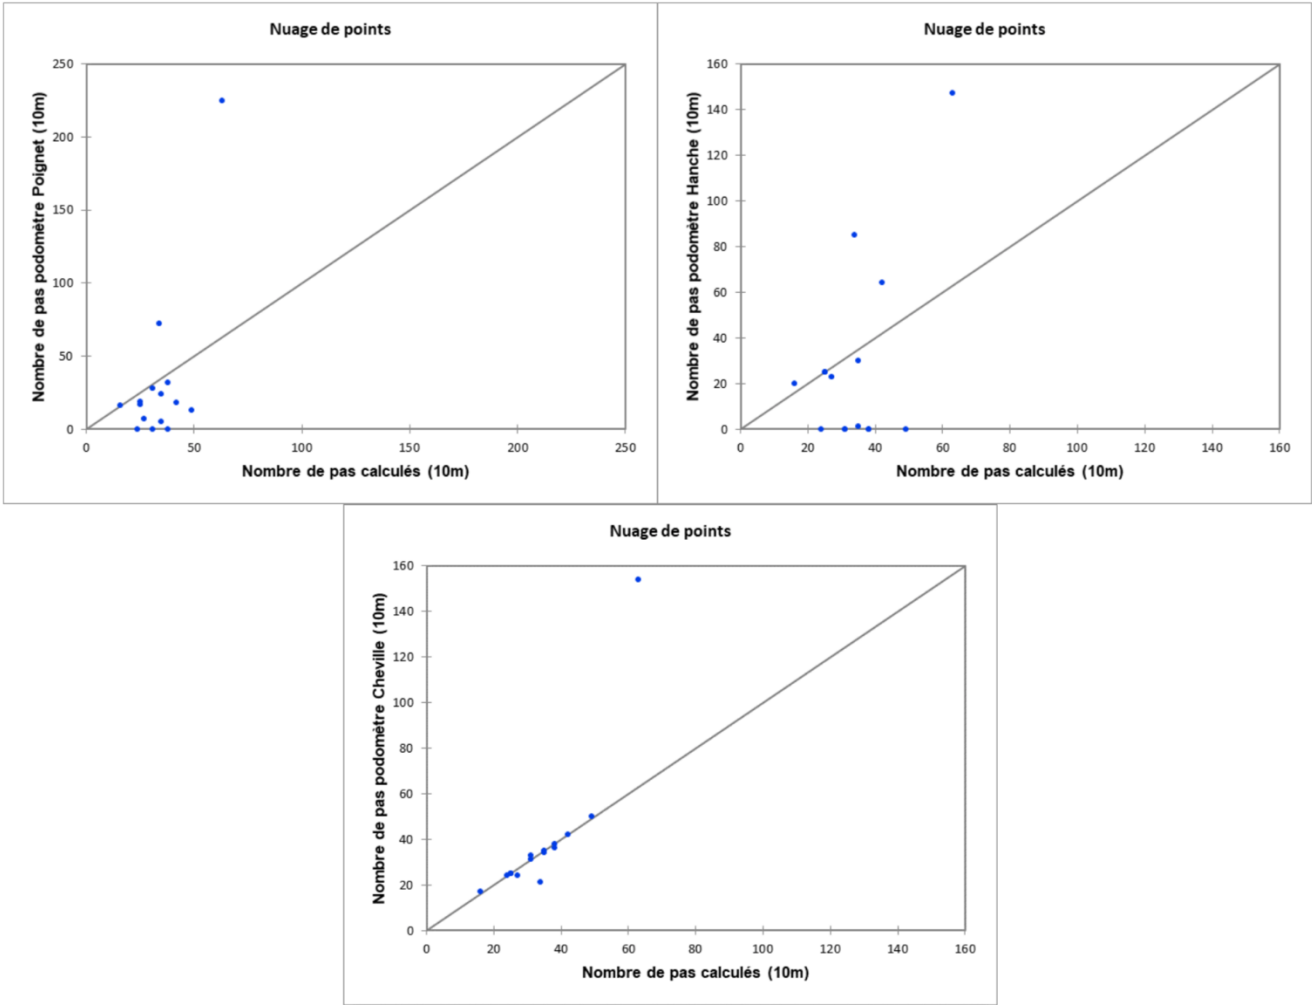 Nuage de points
Nombre de pas podomètre Poignet (10m)
250
200
150
100
50
0
0 50 100 150 200 250
Nombre de pas calculés (10m)
Nuage de points
Nombre de pas podomètre Hanche (10m)
160
140
120
100
80
60
40
20
0
0 20 40 60 80 100 120 140 160
Nombre de pas calculés (10m)
Nuage de points
Nombre de pas podomètre Cheville (10m)
160
140
120
100
80
60
40
20
0
0 20 40 60 80 100 120 140 160
Nombre de pas calculés (10m)